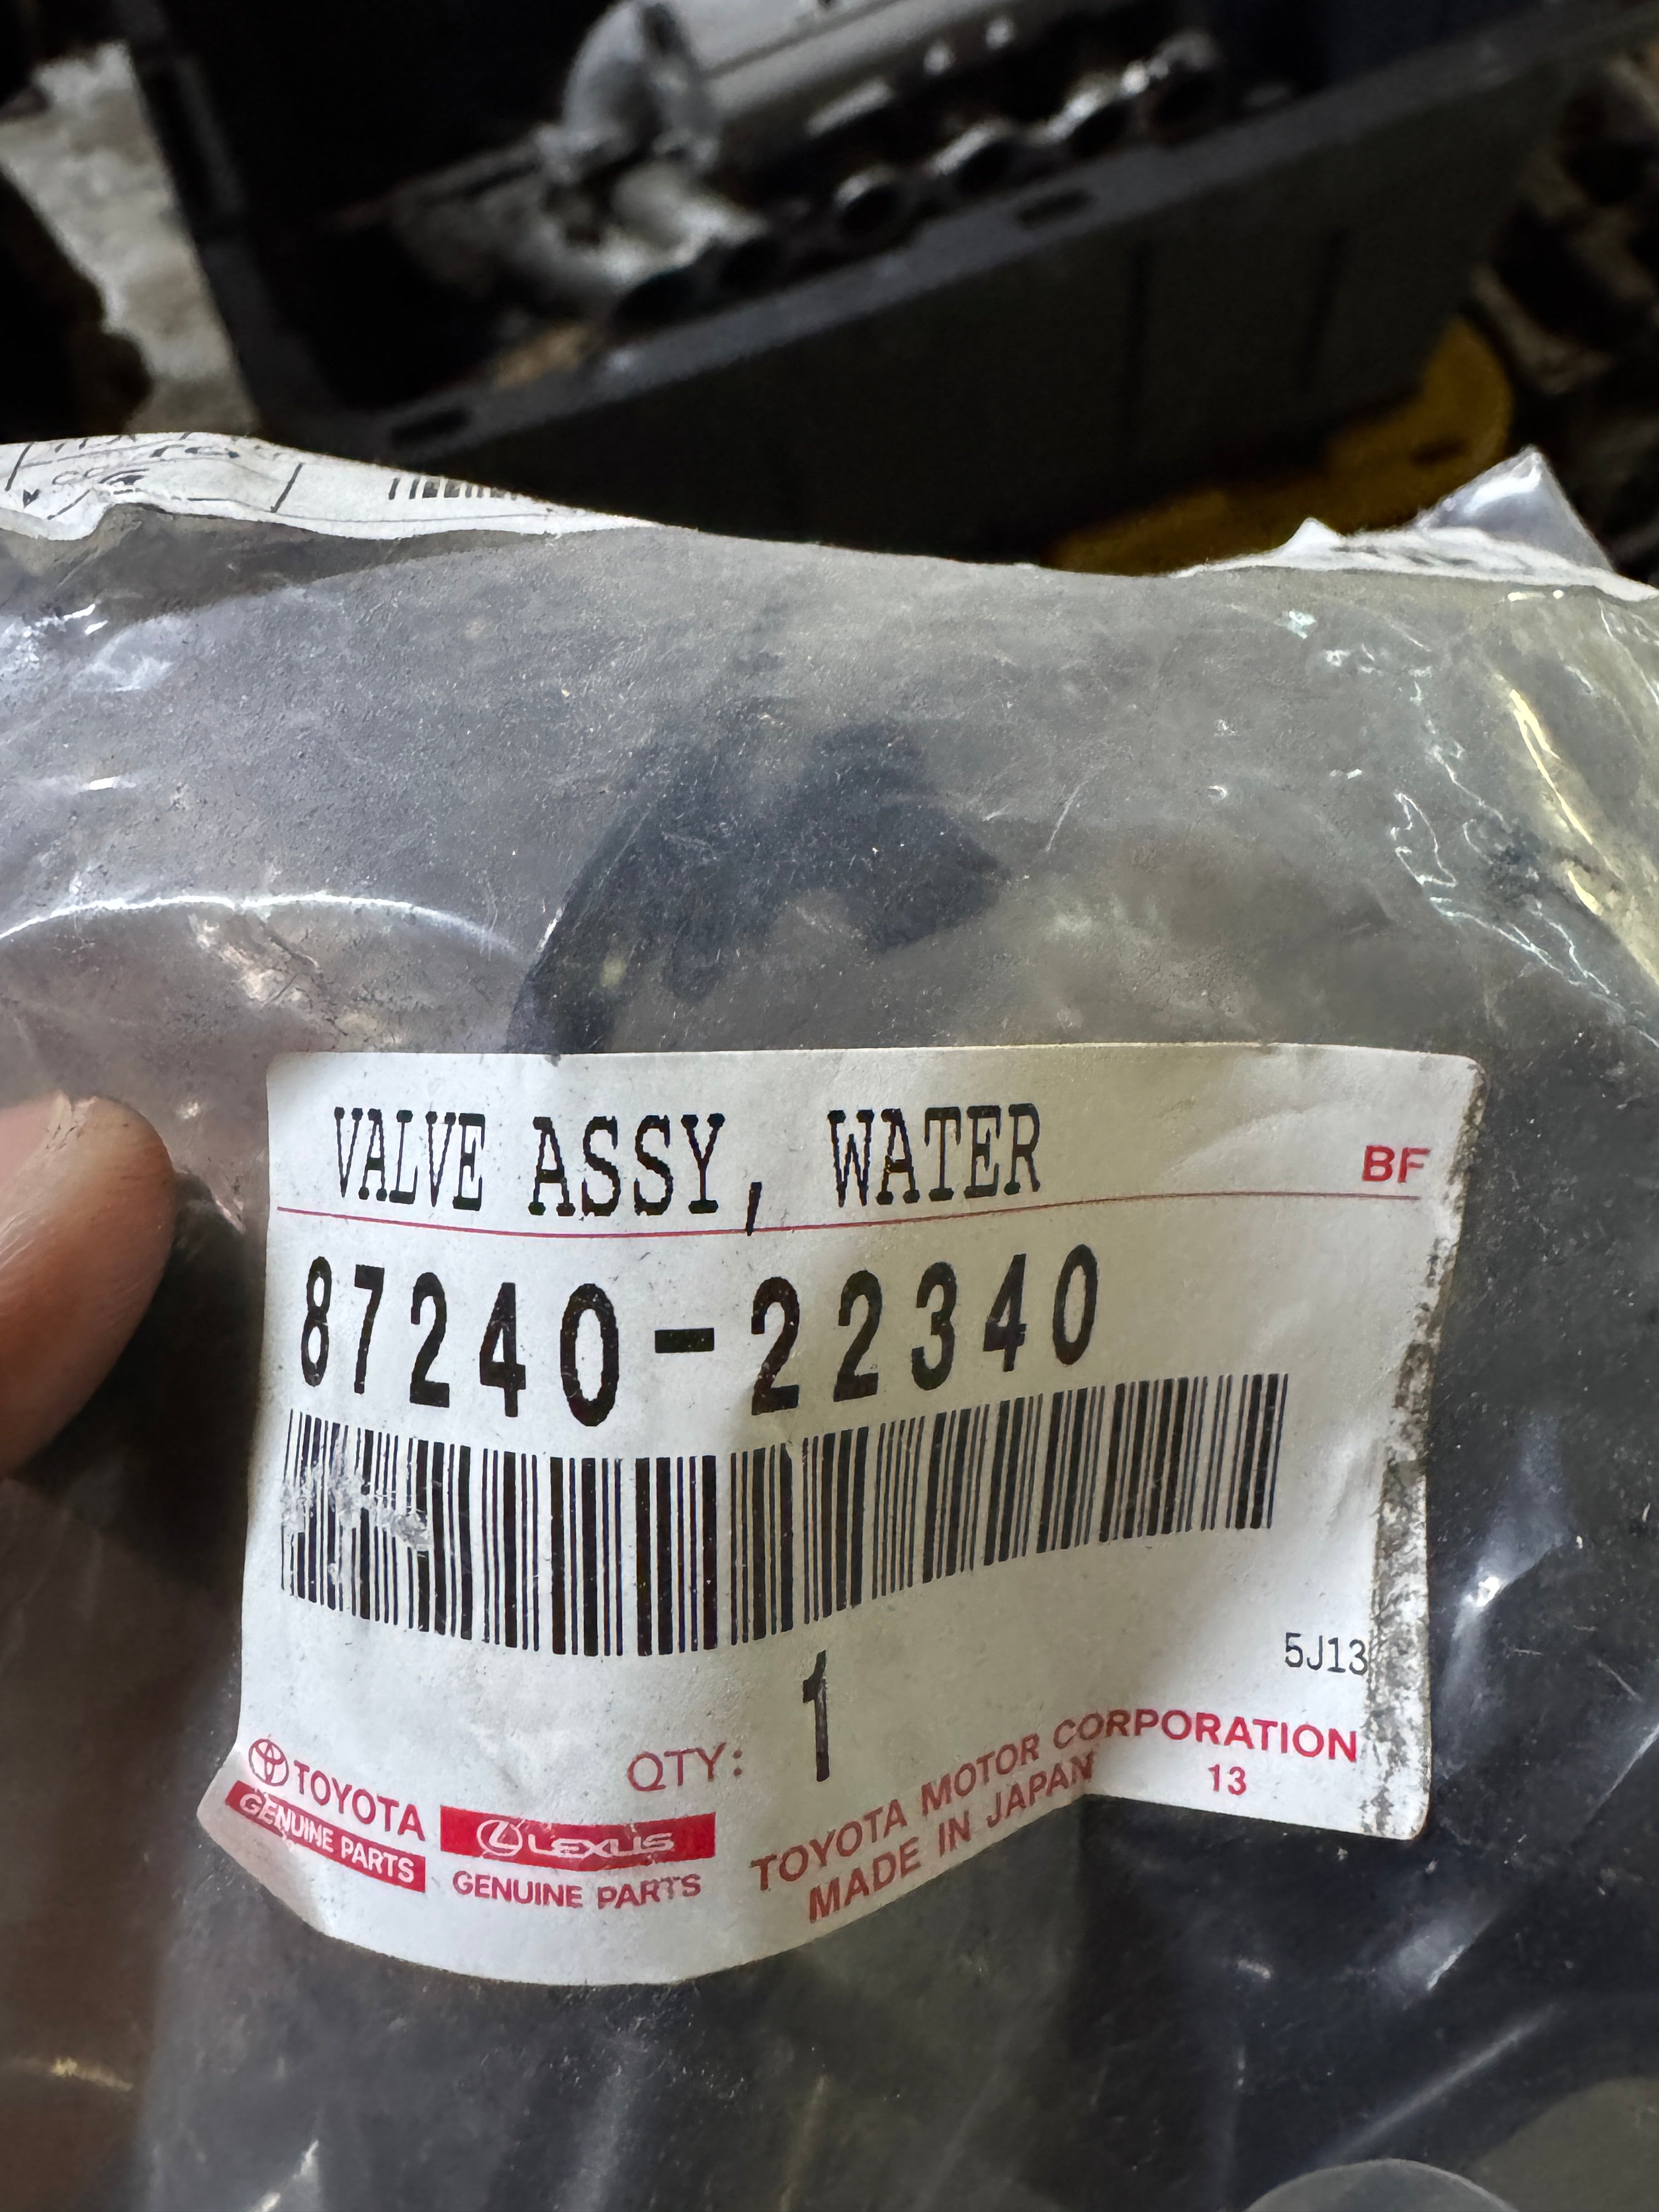 VALVE ASSY, WATER
BF
87240-22340
5J13
QTY: 1
TOYOTA
GENUINE PARTS
LEXUS
GENUINE PARTS
TOYOTA MOTOR CORPORATION
MADE IN JAPAN
13